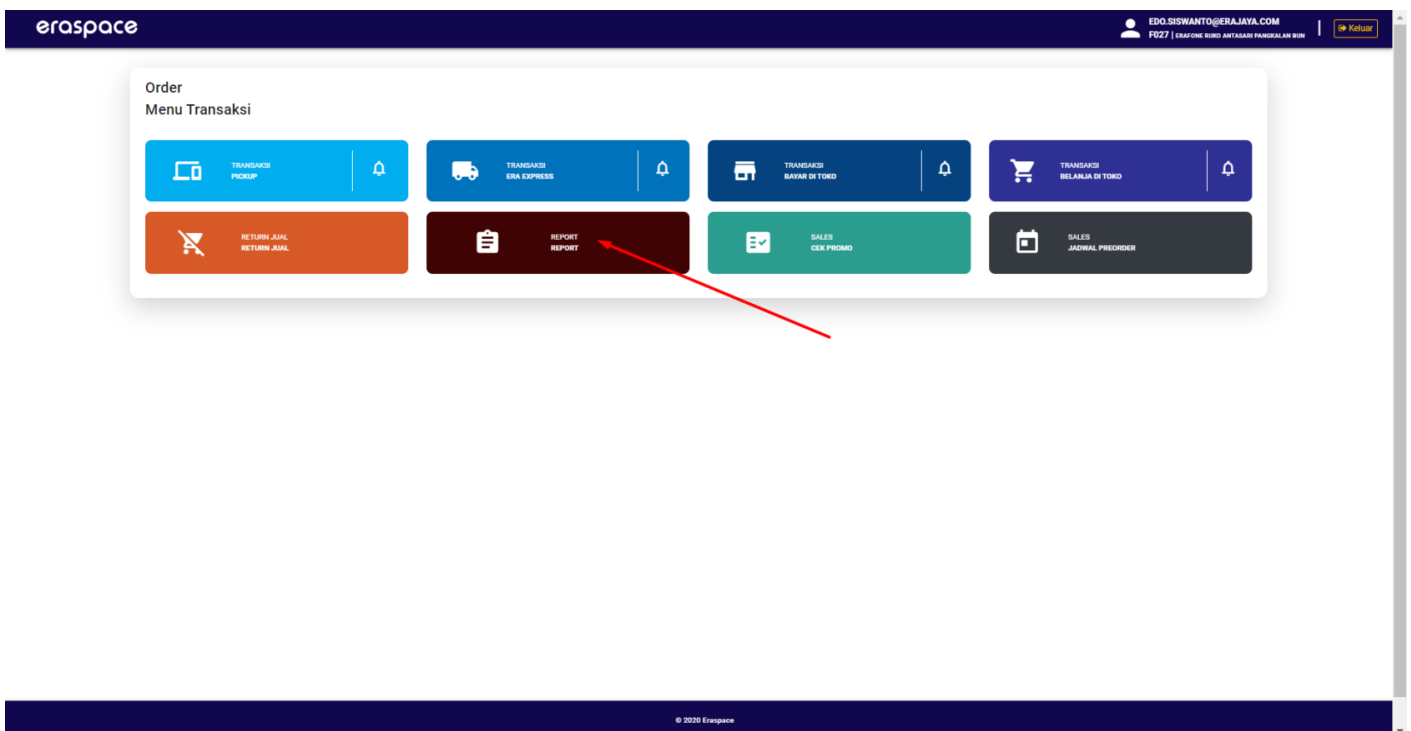 eraspace
EDO.SISWANTO@ERAJAYA.COM
F027 | ERAFONE RUKO ANTASARI PANGKALAN BUN
Keluar
Order
Menu Transaksi
TRANSAKSI
PICKUP
TRANSAKSI
ERA EXPRESS
TRANSAKSI
BAYAR DI TOKO
TRANSAKSI
BELANJA DI TOKO
RETURN JUAL
RETURN JUAL
REPORT
REPORT
SALES
CEK PROMO
SALES
JADWAL PREORDER
© 2020 Eraspace